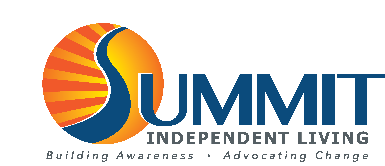 SUMMIT
INDEPENDENT LIVING
Building Awareness • Advocating Change